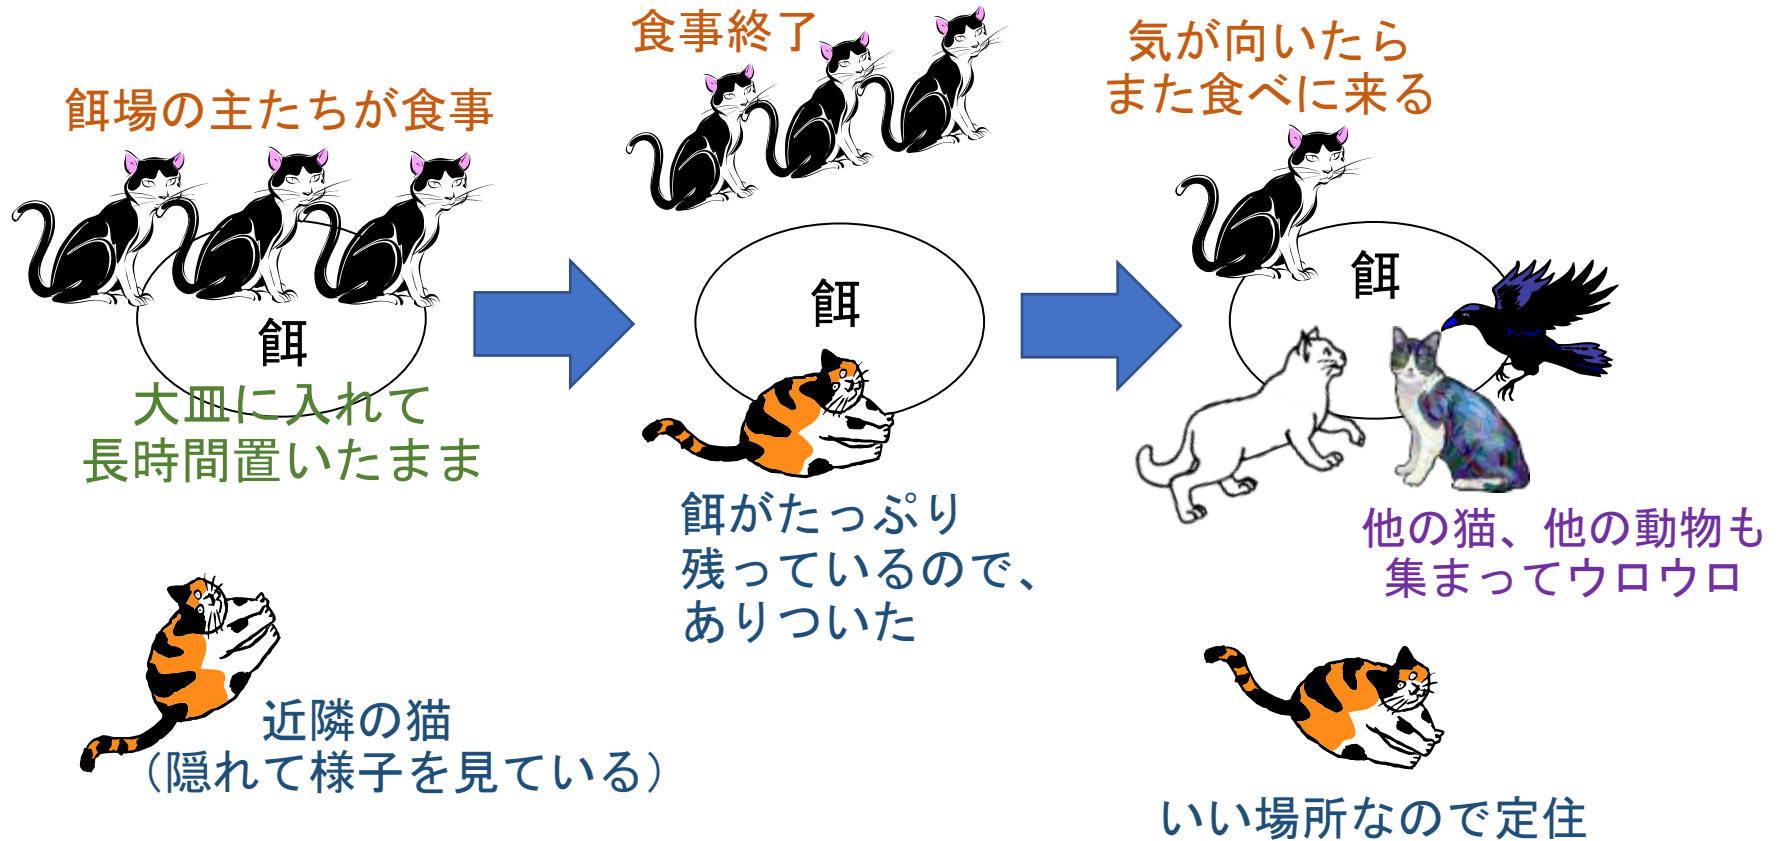 餌場の主たちが食事
餌
大皿に入れて
長時間置いたまま
近隣の猫
（隠れて様子を見ている）
食事終了
餌
餌がたっぷり
残っているので、
ありついた
気が向いたら
また食べに来る
餌
他の猫、他の動物も
集まってウロウロ
いい場所なので定住